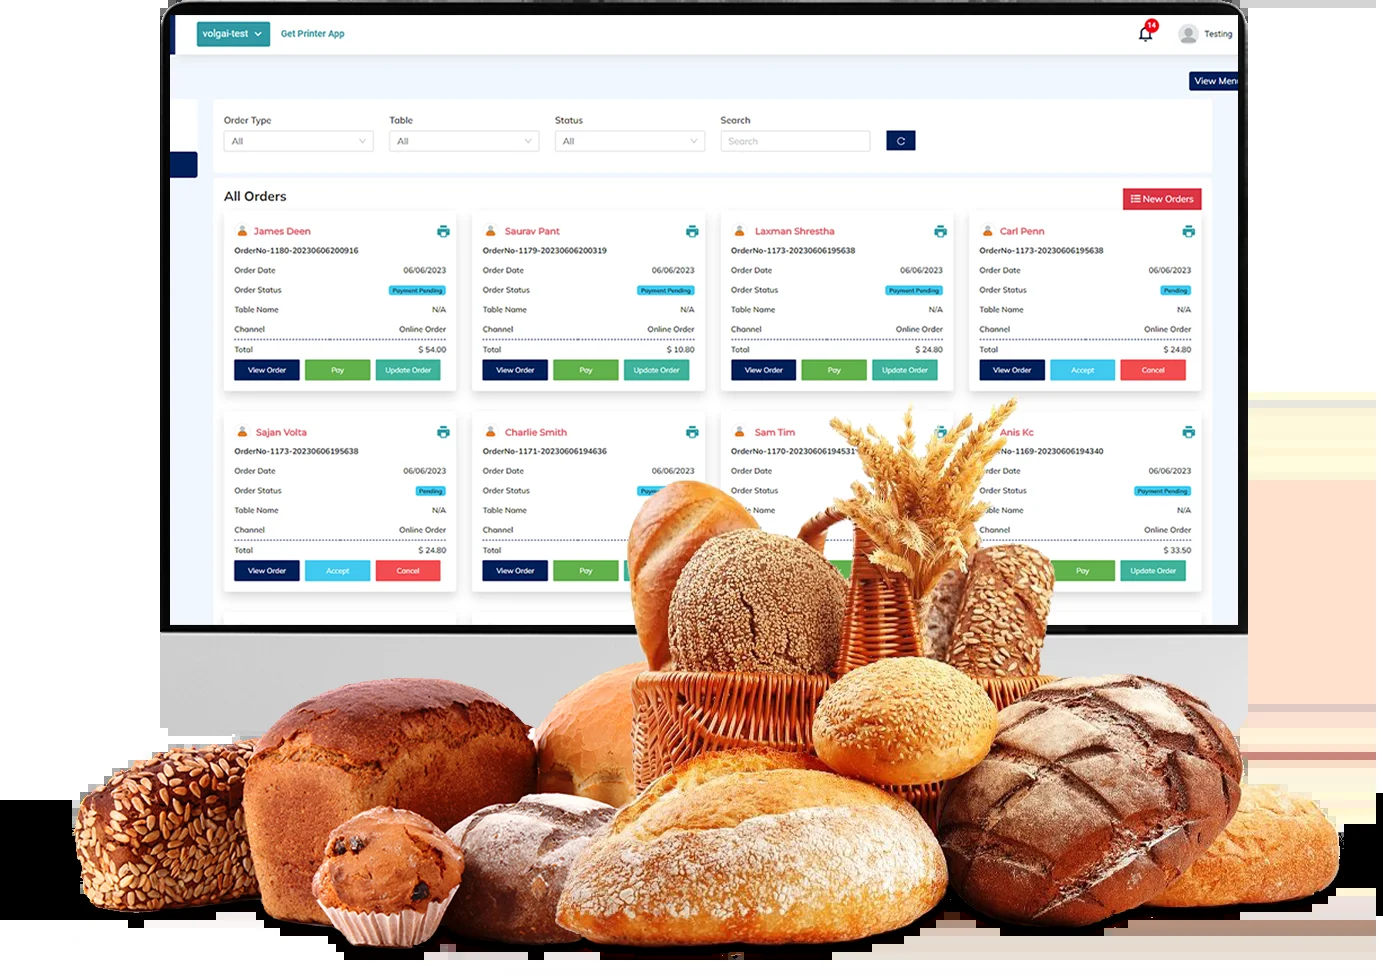 volgai-test Get Printer App 14 Testing
View Men
Order Type Table Status Search
All All All Search
All Orders New Orders
James Deen Saurav Pant Laxman Shrestha Carl Penn
OrderNo-1180-20230606200916 OrderNo-1179-20230606200319 OrderNo-1173-20230606195638 OrderNo-1173-20230606195638
Order Date 06/06/2023 Order Date 06/06/2023 Order Date 06/06/2023 Order Date 06/06/2023
Order Status Payment Pending Order Status Payment Pending Order Status Payment Pending Order Status Pending
Table Name N/A Table Name N/A Table Name N/A Table Name N/A
Channel Online Order Channel Online Order Channel Online Order Channel Online Order
Total $ 54.00 Total $ 10.80 Total $ 24.80 Total $ 24.80
View Order Pay Update Order View Order Pay Update Order View Order Pay Update Order View Order Accept Cancel
Sajan Volta Charlie Smith Sam Tim Anis Kc
OrderNo-1173-20230606195638 OrderNo-1171-20230606194636 OrderNo-1170-20230606194531 No-1169-20230606194340
Order Date 06/06/2023 Order Date 06/06/2023 Order Date Date 06/06/2023
Order Status Pending Order Status Paym Order Status Order Status Payment Pending
Table Name N/A Table Name Name Name N/A
Channel Online Order Channel Channel Online Order
Total $ 24.80 Total $ 33.50
View Order Accept Cancel View Order Pay Pay Update Order